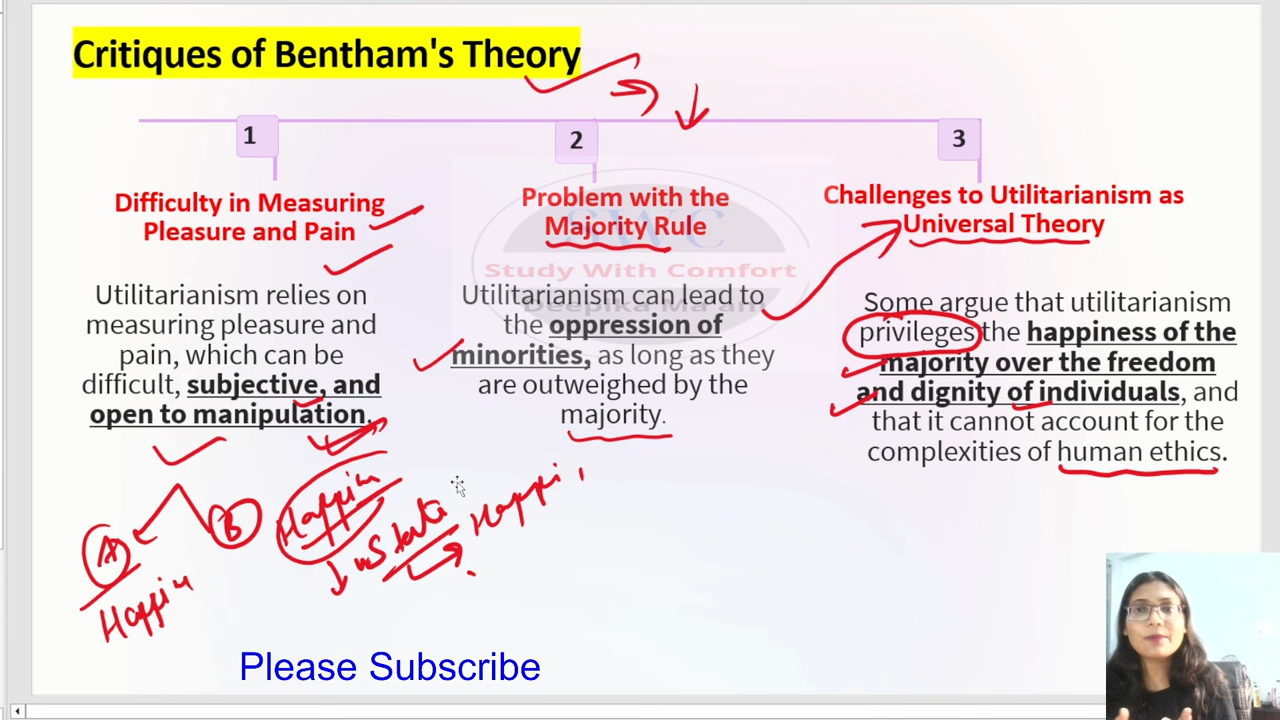 Critiques of Bentham's Theory
1
2
3
Difficulty in Measuring
Pleasure and Pain
Utilitarianism relies on
measuring pleasure and
pain, which can be
difficult, subjective, and
open to manipulation.
Problem with the
Majority Rule
Utilitarianism can lead to
the oppression of
minorities, as long as they
are outweighed by the
majority.
Challenges to Utilitarianism as
Universal Theory
Some argue that utilitarianism
privileges the happiness of the
majority over the freedom
and dignity of individuals, and
that it cannot account for the
complexities of human ethics.
SWC
Study With Comfort
Deepika Ma'am
A
B
Please Subscribe